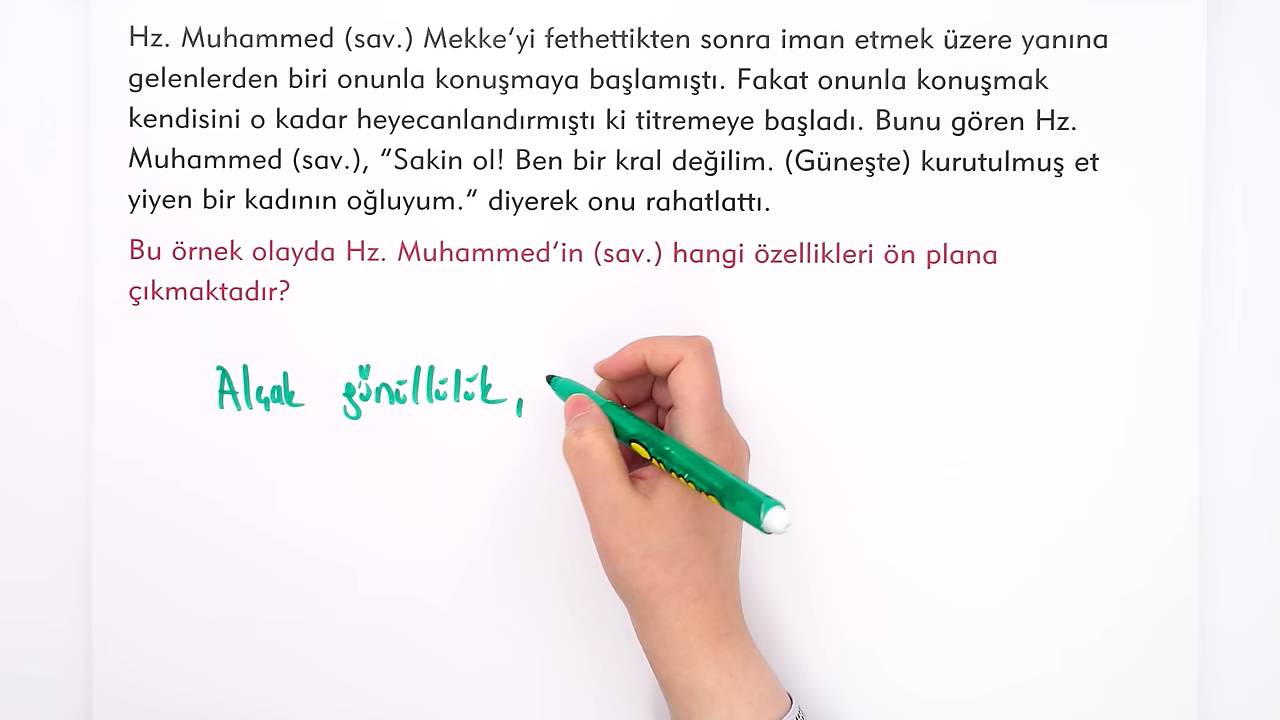 Hz. Muhammed (sav.) Mekke'yi fethettikten sonra iman etmek üzere yanına
gelenlerden biri onunla konuşmaya başlamıştı. Fakat onunla konuşmak
kendisini o kadar heyecanlandırmıştı ki titremeye başladı. Bunu gören Hz.
Muhammed (sav.), “Sakin ol! Ben bir kral değilim. (Güneşte) kurutulmuş et
yiyen bir kadının oğluyum.” diyerek onu rahatlattı.
Bu örnek olayda Hz. Muhammed'in (sav.) hangi özellikleri ön plana
çıkmaktadır?
Alçak gönüllülük,